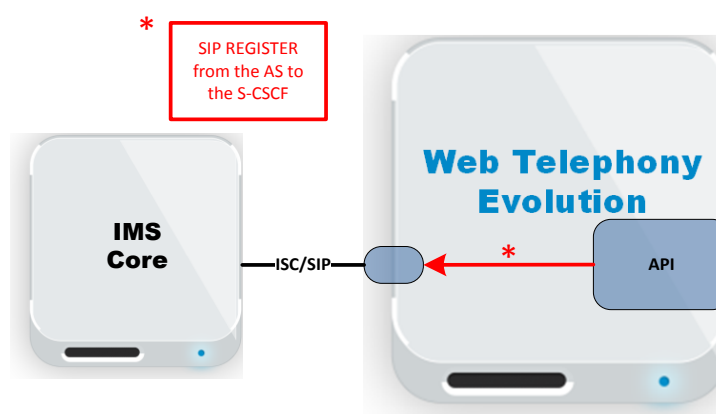 *
SIP REGISTER
from the AS to
the S-CSCF
Web Telephony
Evolution
IMS
Core
ISC/SIP
*
API